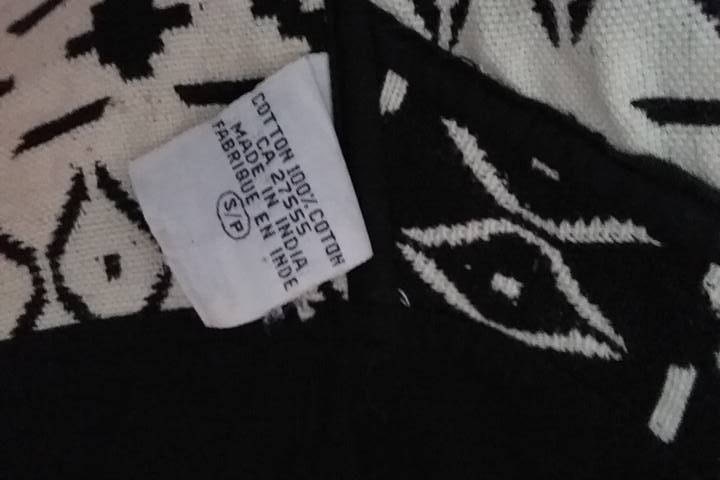 COTTON 100% COTON
CA 27555
MADE IN INDIA
FABRIQUE EN INDE
S/P